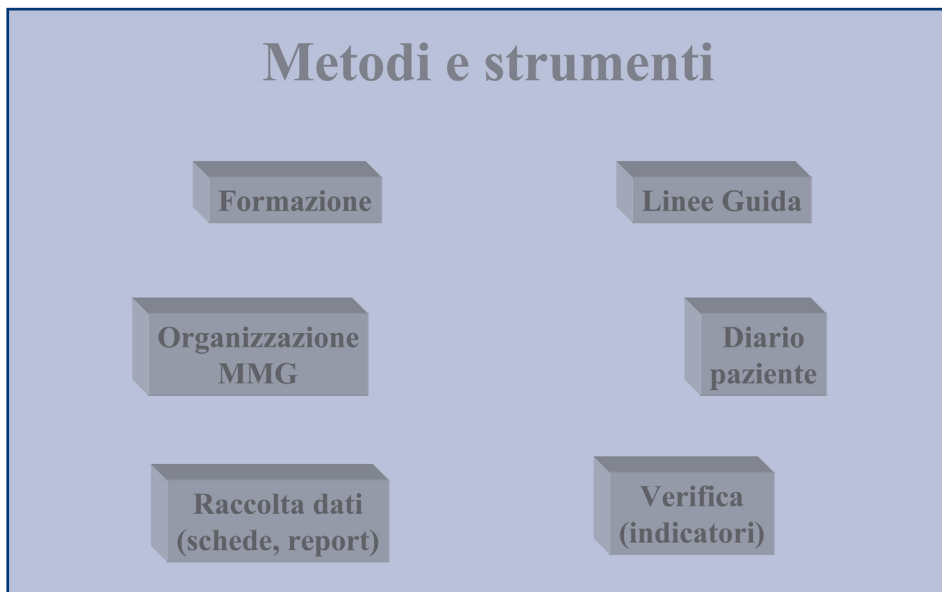 Metodi e strumenti
Formazione
Linee Guida
Organizzazione
MMG
Diario
paziente
Raccolta dati
(schede, report)
Verifica
(indicatori)